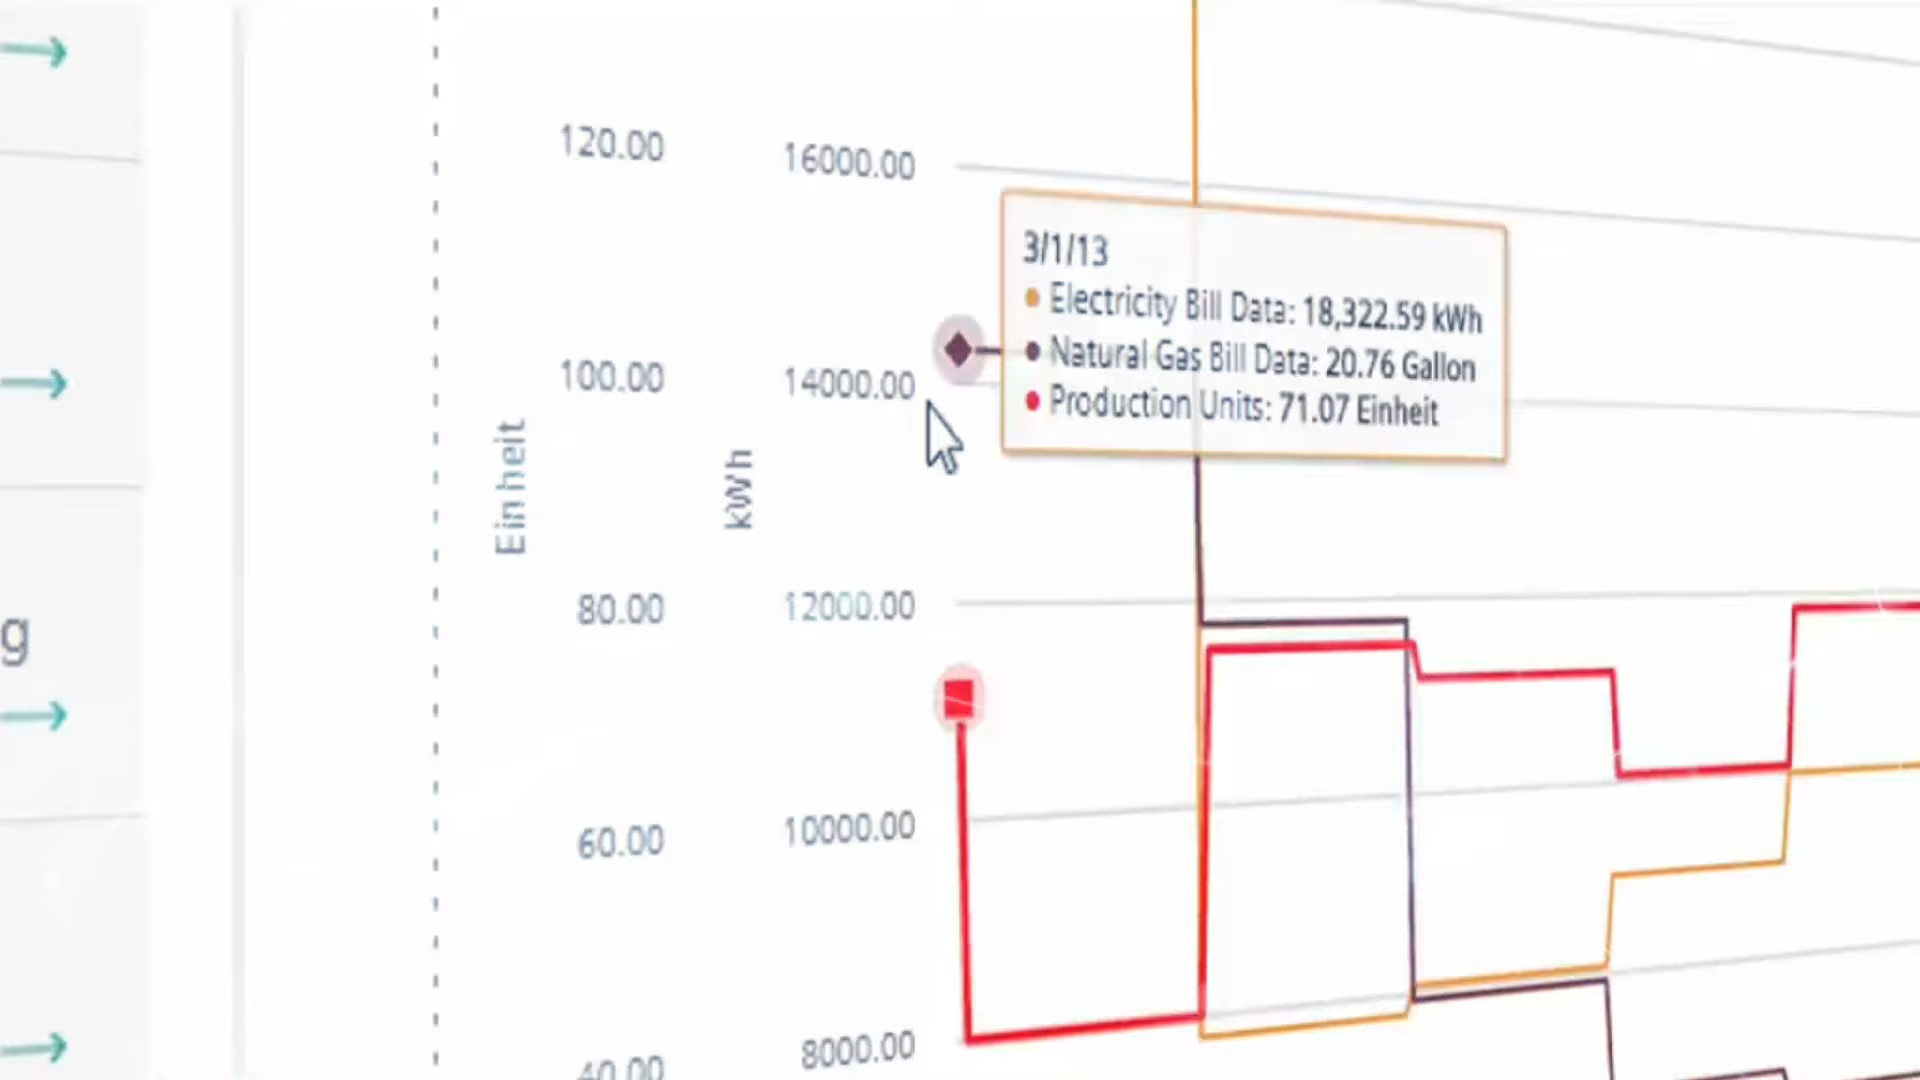 120.00
16000.00
3/1/13
Electricity Bill Data: 18,322.59 kWh
Natural Gas Bill Data: 20.76 Gallon
Production Units: 71.07 Einheit
100.00
14000.00
Einheit
kWh
80.00
12000.00
g
60.00
10000.00
40.00
8000.00